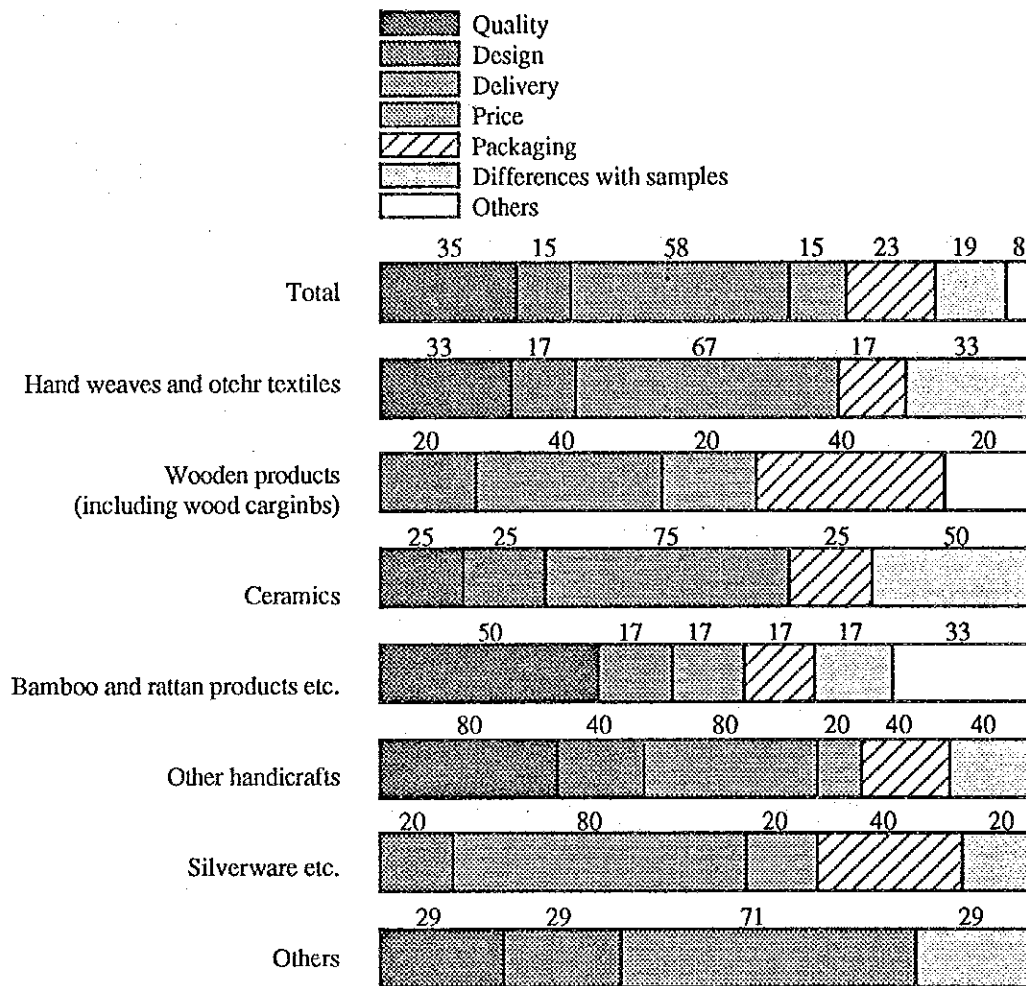 Quality
Design
Delivery
Price
Packaging
Differences with samples
Others
35 15 58 15 23 19 8
Total
33 17 67 17 33
Hand weaves and otehr textiles
20 40 20 40 20
Wooden products
(including wood carginbs)
25 25 75 25 50
Ceramics
50 17 17 17 17 33
Bamboo and rattan products etc.
80 40 80 20 40 40
Other handicrafts
20 80 20 40 20
Silverware etc.
29 29 71 29
Others